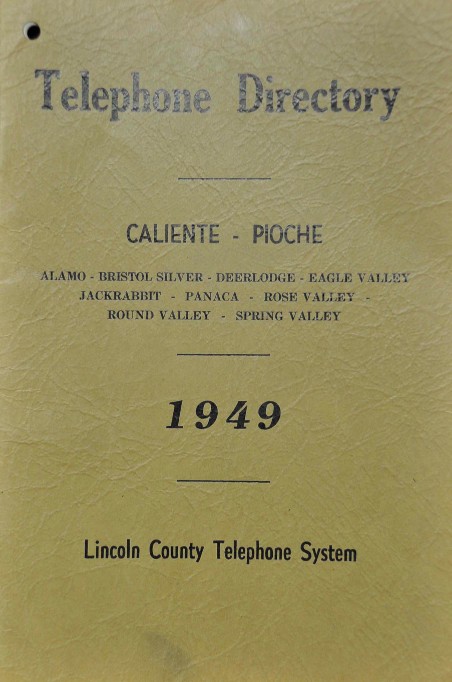 Telephone Directory
CALIENTE - PIOCHE
ALAMO - BRISTOL SILVER - DEERLODGE - EAGLE VALLEY
JACKRABBIT - PANACA - ROSE VALLEY -
ROUND VALLEY - SPRING VALLEY
1949
Lincoln County Telephone System